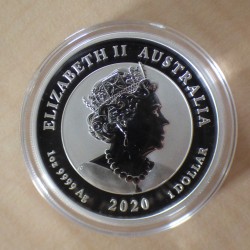 ELIZABETH II AUSTRALIA
1oz 9999 Ag 2020 1 DOLLAR